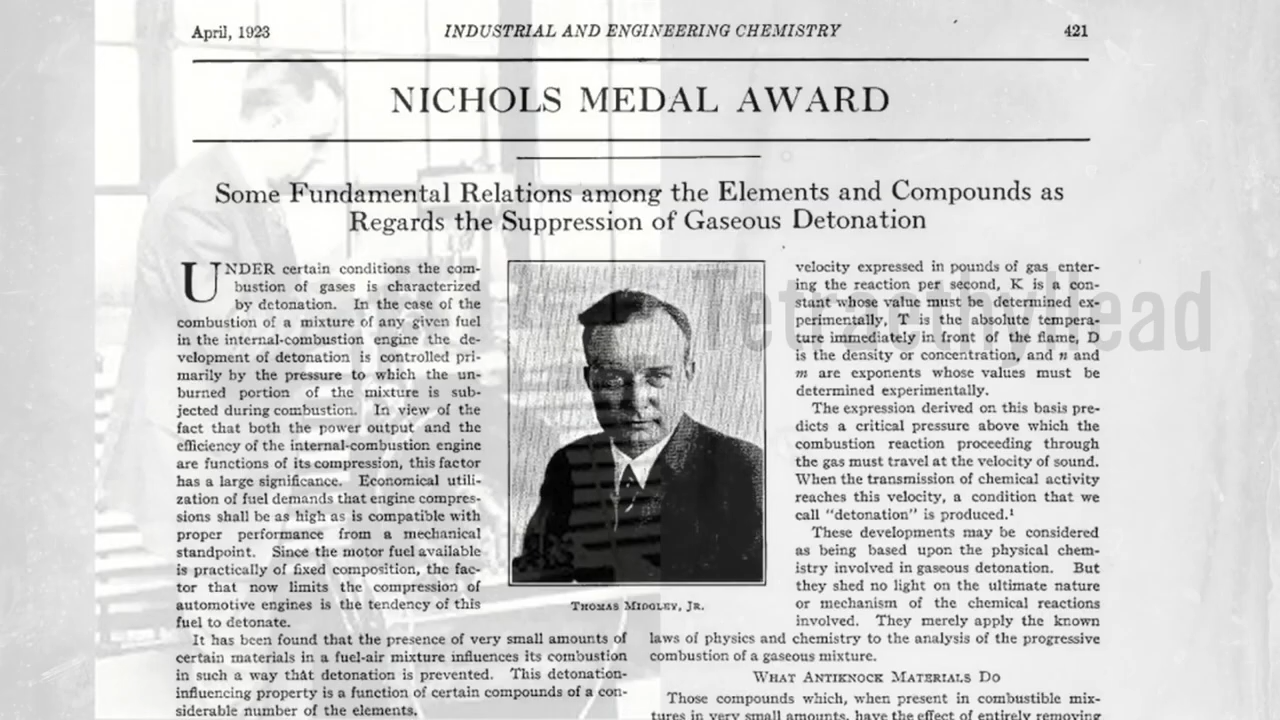 April, 1923
INDUSTRIAL AND ENGINEERING CHEMISTRY
421
NICHOLS MEDAL AWARD
Some Fundamental Relations among the Elements and Compounds as
Regards the Suppression of Gaseous Detonation
UNDER certain conditions the com-
bustion of gases is characterized
by detonation. In the case of the
combustion of a mixture of any given fuel
in the internal-combustion engine the de-
velopment of detonation is controlled pri-
marily by the pressure to which the un-
burned portion of the mixture is sub-
jected during combustion. In view of the
fact that both the power output and the
efficiency of the internal-combustion engine
are functions of its compression, this factor
has a large significance. Economical utili-
zation of fuel demands that engine compres-
sions shall be as high as is compatible with
proper performance from a mechanical
standpoint. Since the motor fuel available
is practically of fixed composition, the fac-
tor that now limits the compression of
automotive engines is the tendency of this
fuel to detonate.
It has been found that the presence of very small amounts of
certain materials in a fuel-air mixture influences its combustion
in such a way that detonation is prevented. This detonation-
influencing property is a function of certain compounds of a con-
siderable number of the elements.
THOMAS MIDGLEY, JR.
velocity expressed in pounds of gas enter-
ing the reaction per second, K is a con-
stant whose value must be determined ex-
perimentally, T is the absolute tempera-
ture immediately in front of the flame, D
is the density or concentration, and n and
m are exponents whose values must be
determined experimentally.
The expression derived on this basis pre-
dicts a critical pressure above which the
combustion reaction proceeding through
the gas must travel at the velocity of sound.
When the transmission of chemical activity
reaches this velocity, a condition that we
call "detonation" is produced.¹
These developments may be considered
as being based upon the physical chem-
istry involved in gaseous detonation. But
they shed no light on the ultimate nature
or mechanism of the chemical reactions
involved. They merely apply the known
laws of physics and chemistry to the analysis of the progressive
combustion of a gaseous mixture.
WHAT ANTIKNOCK MATERIALS DO
Those compounds which, when present in combustible mix-
tures in very small amounts, have the effect of entirely removing
Tetraethyllead